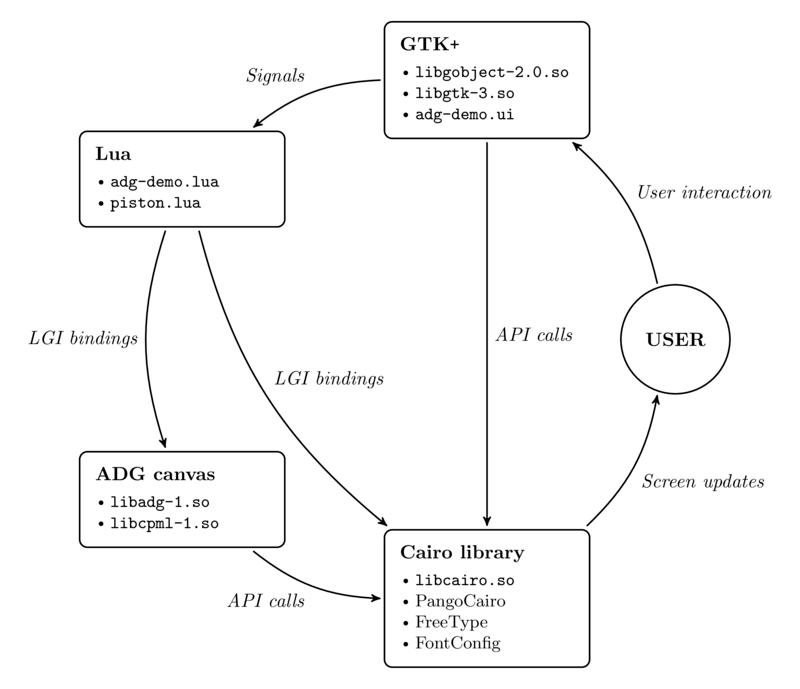 GTK+
• libgobject-2.0.so
• libgtk-3.so
• adg-demo.ui
Signals
Lua
• adg-demo.lua
• piston.lua
User interaction
LGI bindings
API calls
USER
LGI bindings
ADG canvas
• libadg-1.so
• libcpml-1.so
Screen updates
Cairo library
• libcairo.so
• PangoCairo
• FreeType
• FontConfig
API calls